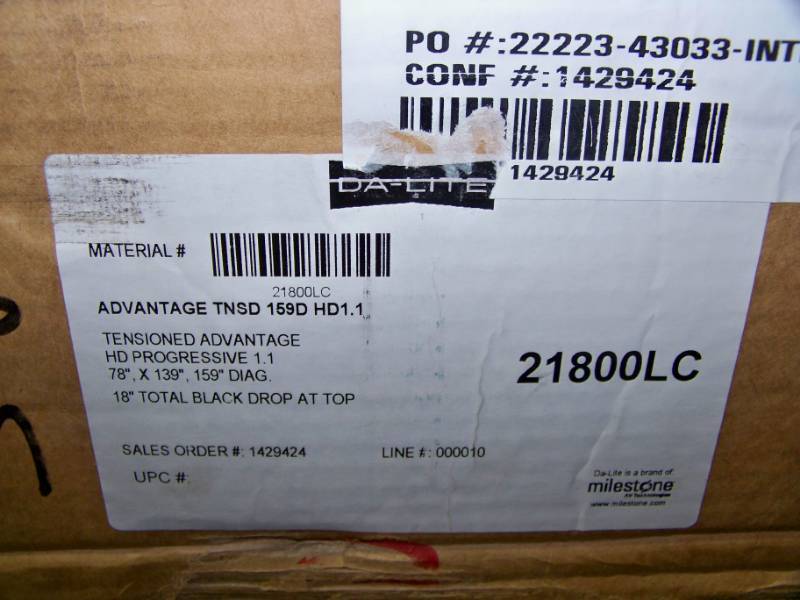 PO #:22223-43033-INT
CONF #:1429424
1429424
DA-LITE
MATERIAL #
21800LC
ADVANTAGE TNSD 159D HD1.1
TENSIONED ADVANTAGE
HD PROGRESSIVE 1.1
78", X 139", 159" DIAG.
21800LC
18" TOTAL BLACK DROP AT TOP
SALES ORDER #: 1429424 LINE #: 000010
UPC #:
Da-Lite is a brand of
milestone
AV Technologies
www.milestone.com